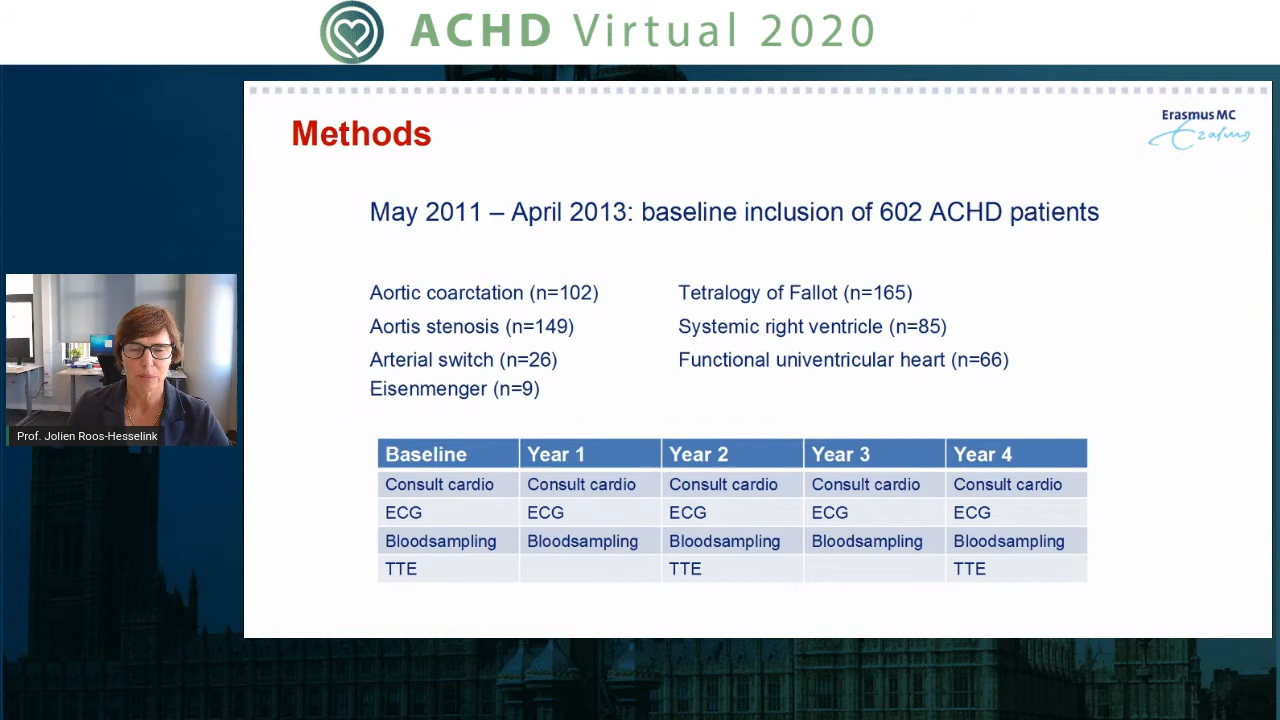 ACHD Virtual 2020
Methods
Erasmus MC
Erasmus
May 2011 – April 2013: baseline inclusion of 602 ACHD patients
Aortic coarctation (n=102)
Aortis stenosis (n=149)
Arterial switch (n=26)
Eisenmenger (n=9)
Tetralogy of Fallot (n=165)
Systemic right ventricle (n=85)
Functional univentricular heart (n=66)
Baseline Year 1 Year 2 Year 3 Year 4
Consult cardio Consult cardio Consult cardio Consult cardio Consult cardio
ECG ECG ECG ECG ECG
Bloodsampling Bloodsampling Bloodsampling Bloodsampling Bloodsampling
TTE TTE TTE
Prof. Jolien Roos-Hesselink